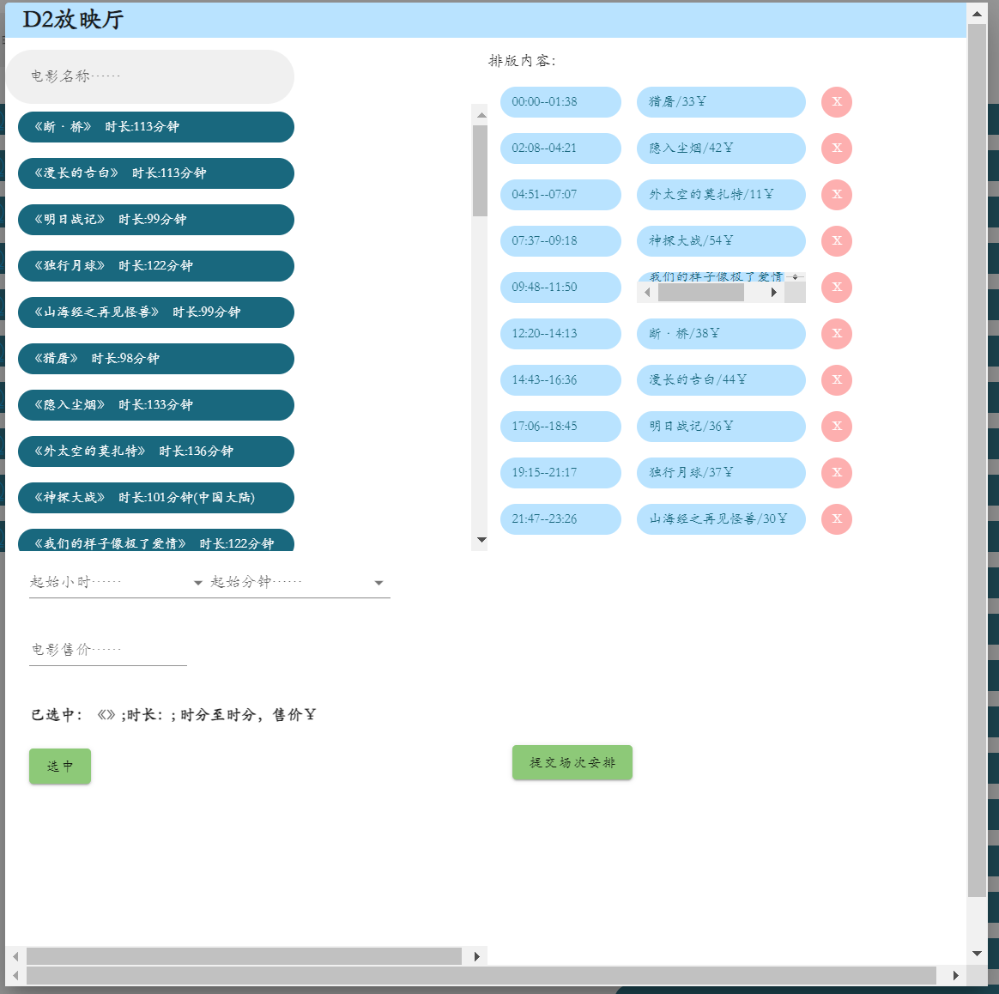 D2放映厅
电影名称……
《断·桥》 时长:113分钟
《漫长的告白》 时长:113分钟
《明日战记》 时长:99分钟
《独行月球》 时长:122分钟
《山海经之再见怪兽》 时长:99分钟
《猎屠》 时长:98分钟
《隐入尘烟》 时长:133分钟
《外太空的莫扎特》 时长:136分钟
《神探大战》 时长:101分钟(中国大陆)
《我们的样子像极了爱情》 时长:122分钟
起始小时……
起始分钟……
电影售价……
已选中：《》;时长：; 时分至时分，售价￥
选中
排版内容：
00:00--01:38 猎屠/33￥ X
02:08--04:21 隐入尘烟/42￥ X
04:51--07:07 外太空的莫扎特/11￥ X
07:37--09:18 神探大战/54￥ X
09:48--11:50 我们的样子像极了爱情 X
12:20--14:13 断·桥/38￥ X
14:43--16:36 漫长的告白/44￥ X
17:06--18:45 明日战记/36￥ X
19:15--21:17 独行月球/37￥ X
21:47--23:26 山海经之再见怪兽/30￥ X
提交场次安排